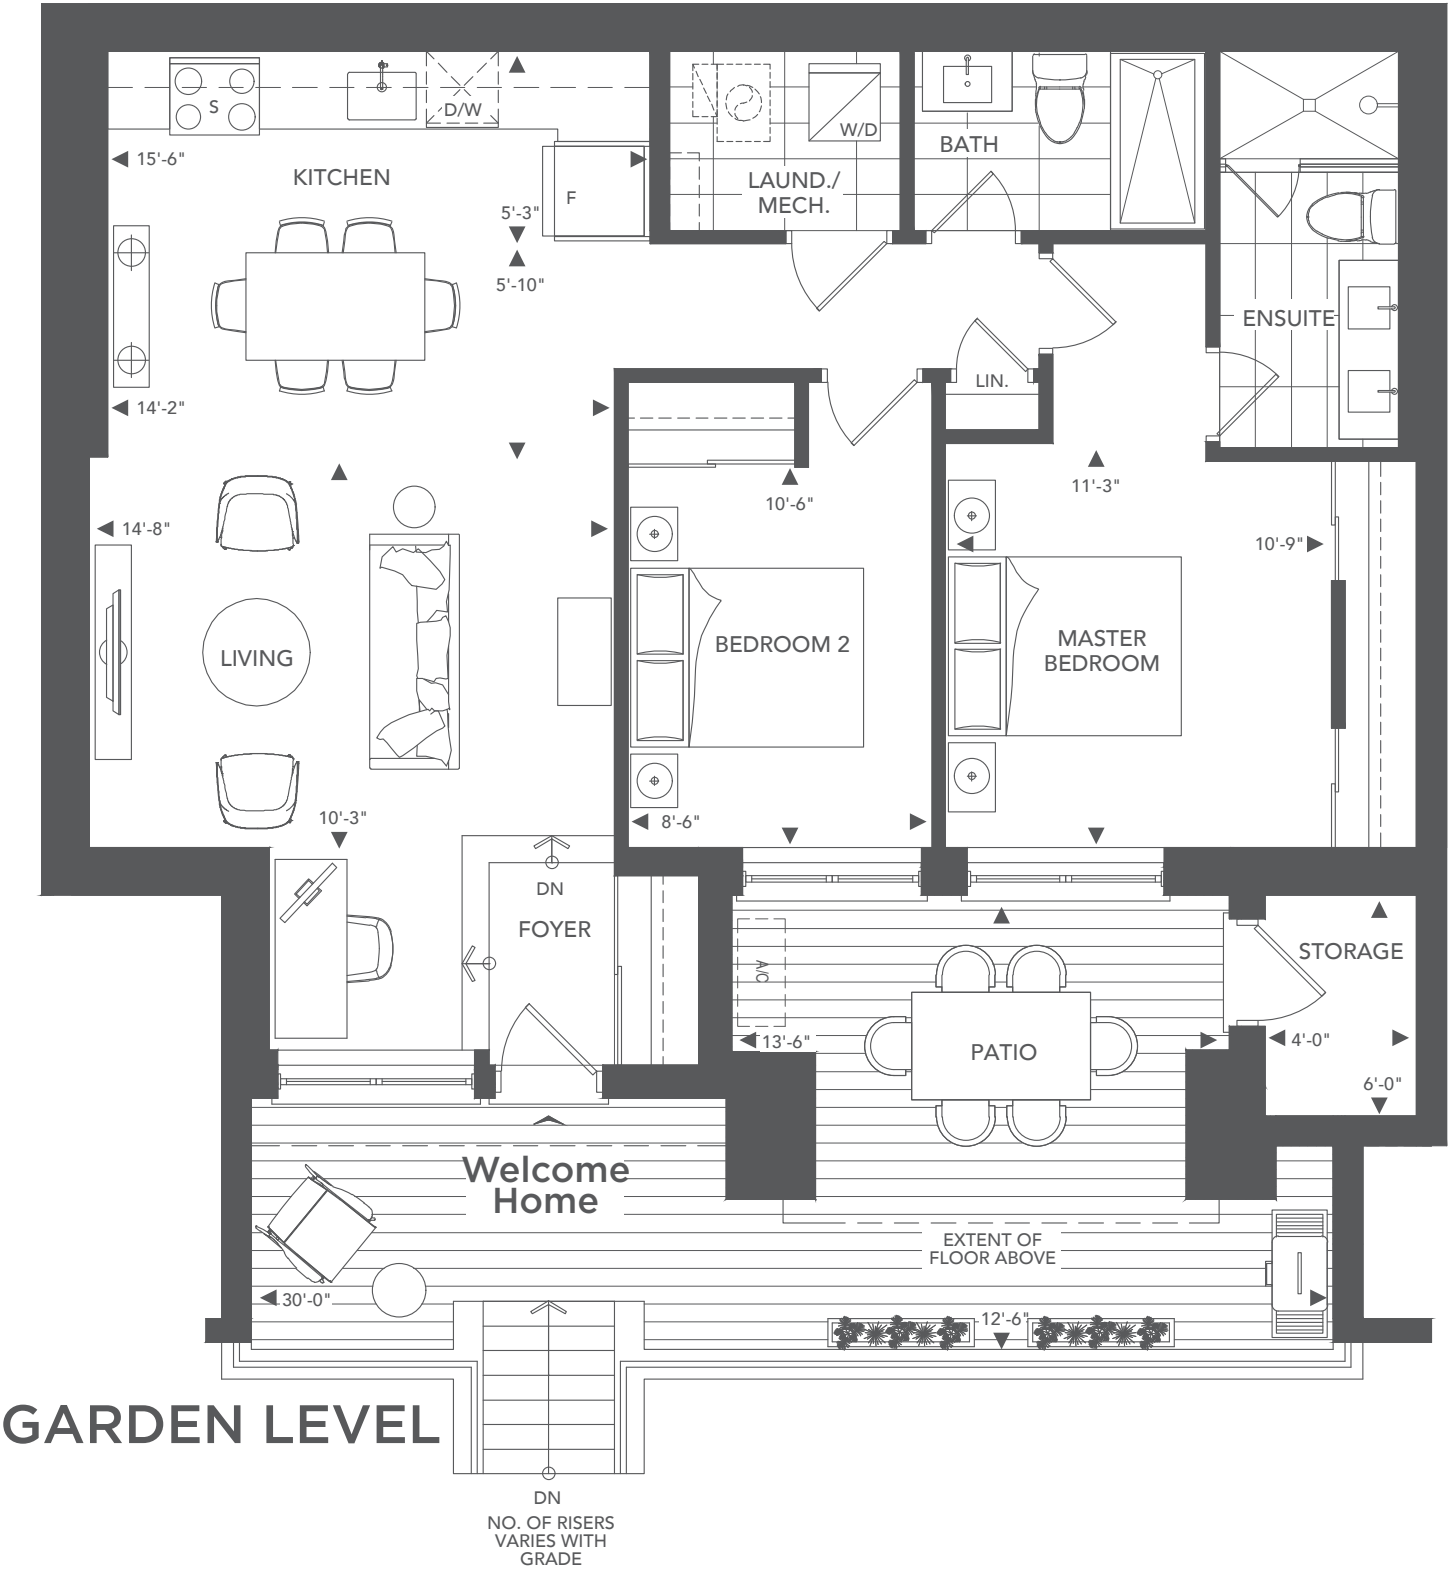 S
D/W
W/D
BATH
15'-6"
KITCHEN
LAUND./
MECH.
F
5'-3"
5'-10"
ENSUITE
LIN.
14'-2"
10'-6"
11'-3"
14'-8"
10'-9"
LIVING
BEDROOM 2
MASTER
BEDROOM
10'-3"
8'-6"
DN
FOYER
STORAGE
A/C
13'-6"
PATIO
4'-0"
6'-0"
Welcome
Home
EXTENT OF
FLOOR ABOVE
30'-0"
12'-6"
GARDEN LEVEL
DN
NO. OF RISERS
VARIES WITH
GRADE